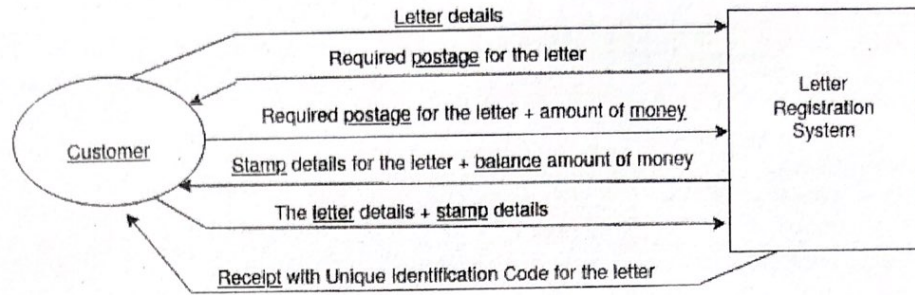 Letter details
Required postage for the letter
Letter
Registration
System
Required postage for the letter + amount of money
Customer
Stamp details for the letter + balance amount of money
The letter details + stamp details
Receipt with Unique Identification Code for the letter